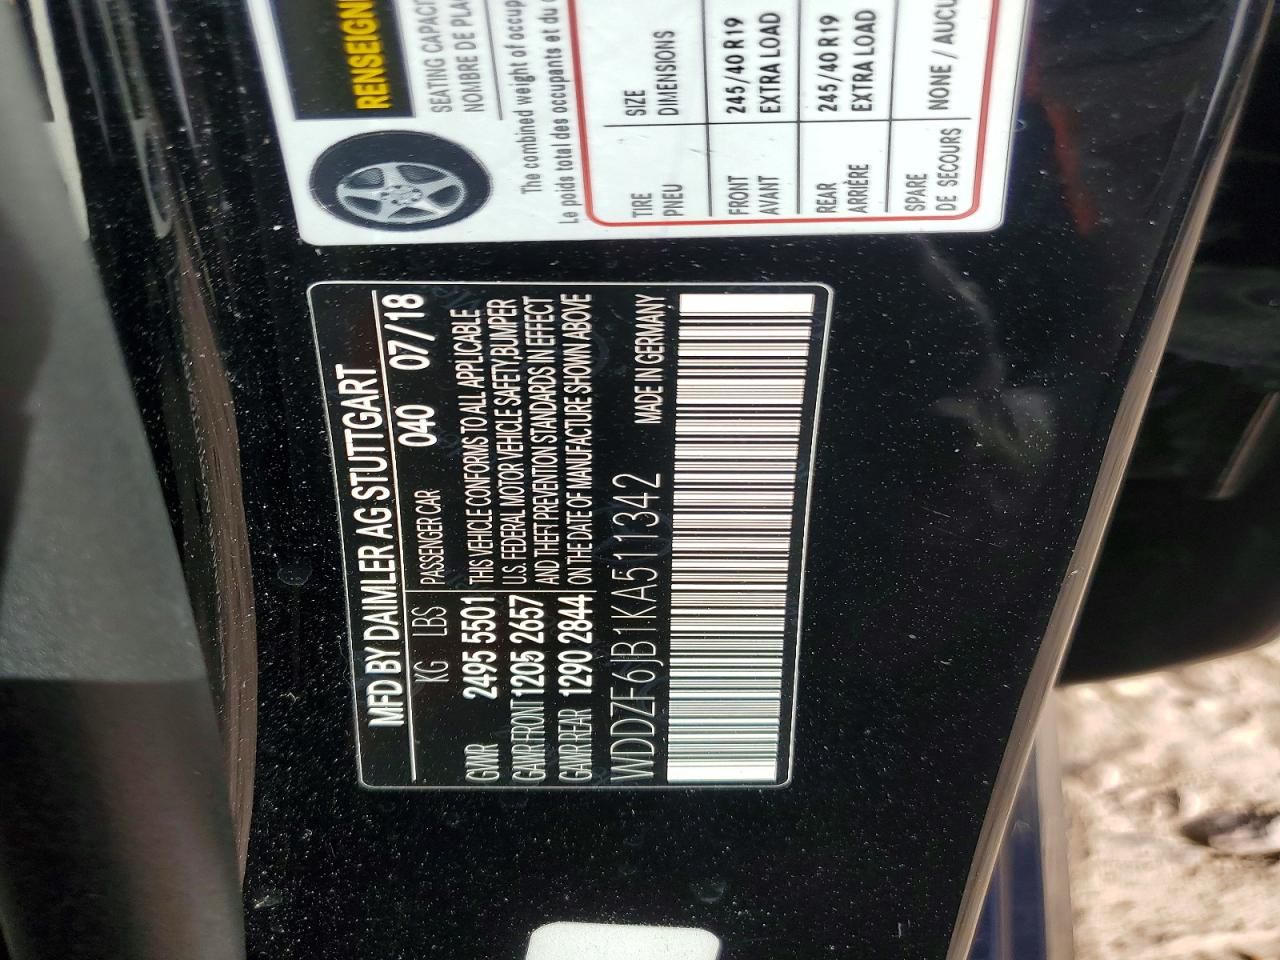 RENSEIGN
SEATING CAPACI
NOMBRE DE PLA
The combined weight of occup
Le poids total des occupants et du c
TIRE SIZE
PNEU DIMENSIONS
FRONT 245/40 R19
AVANT EXTRA LOAD
REAR 245/40 R19
ARRIÈRE EXTRA LOAD
SPARE NONE / AUCU
DE SECOURS
MFD BY DAIMLER AG STUTTGART
KG LBS PASSENGER CAR 040 07/18
GVWR 2495 5501 THIS VEHICLE CONFORMS TO ALL APPLICABLE
GAWR FRONT 1205 2657 U.S. FEDERAL MOTOR VEHICLE SAFETY,BUMPER
AND THEFT PREVENTION STANDARDS IN EFFECT
GAWR REAR 1290 2844 ON THE DATE OF MANUFACTURE SHOWN ABOVE
WDDZF6JB1KA511342 MADE IN GERMANY